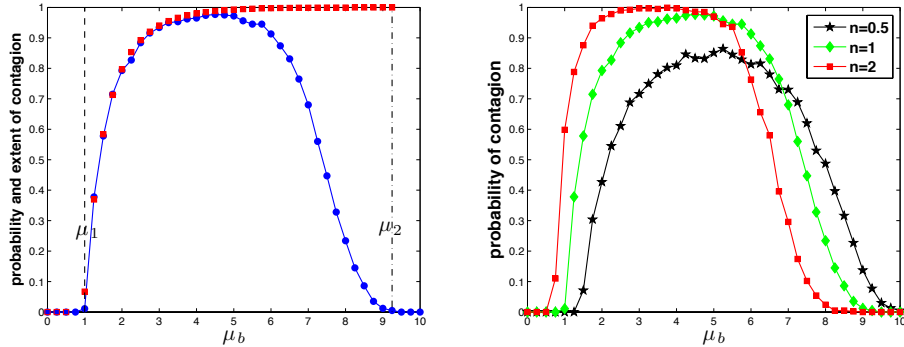 probability and extent of contagion
1
0.9
0.8
0.7
0.6
0.5
0.4
0.3
0.2
0.1
0
μ1
μ2
0 1 2 3 4 5 6 7 8 9 10
μb
probability of contagion
1
0.9
0.8
0.7
0.6
0.5
0.4
0.3
0.2
0.1
0
n=0.5
n=1
n=2
0 1 2 3 4 5 6 7 8 9 10
μb